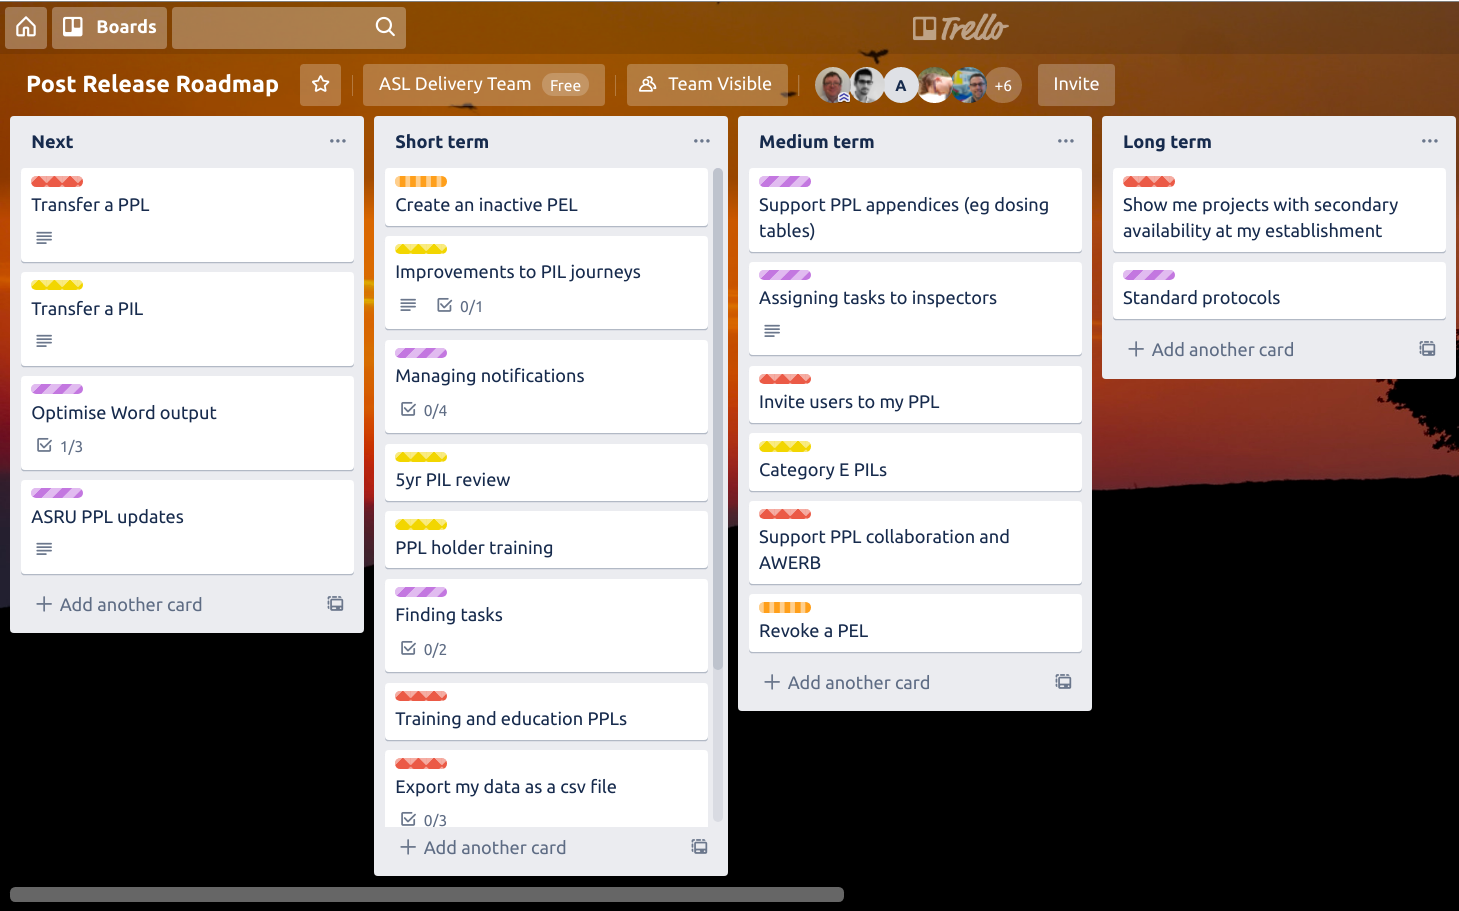 Boards
Trello
Post Release Roadmap
ASL Delivery Team Free
Team Visible
A
+6
Invite
Next
Transfer a PPL
Transfer a PIL
Optimise Word output
1/3
ASRU PPL updates
+ Add another card
Short term
Create an inactive PEL
Improvements to PIL journeys
0/1
Managing notifications
0/4
5yr PIL review
PPL holder training
Finding tasks
0/2
Training and education PPLs
Export my data as a csv file
0/3
+ Add another card
Medium term
Support PPL appendices (eg dosing
tables)
Assigning tasks to inspectors
Invite users to my PPL
Category E PILs
Support PPL collaboration and
AWERB
Revoke a PEL
+ Add another card
Long term
Show me projects with secondary
availability at my establishment
Standard protocols
+ Add another card